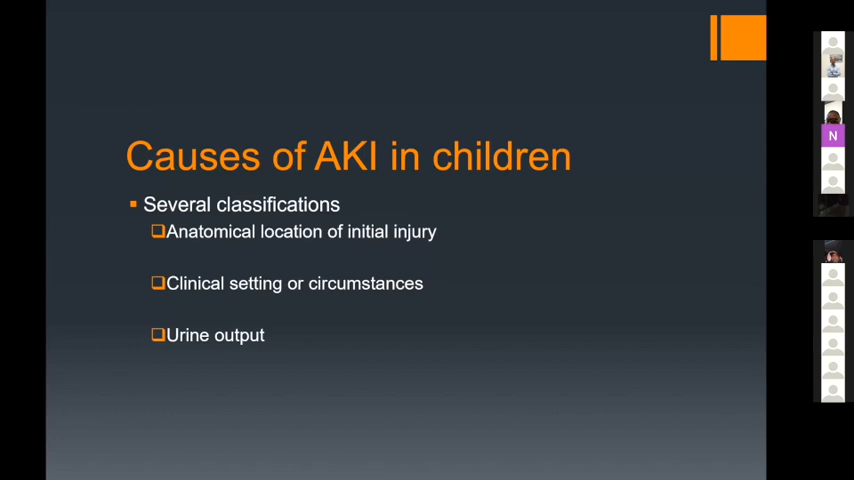 Causes of AKI in children
Several classifications
Anatomical location of initial injury
Clinical setting or circumstances
Urine output
N